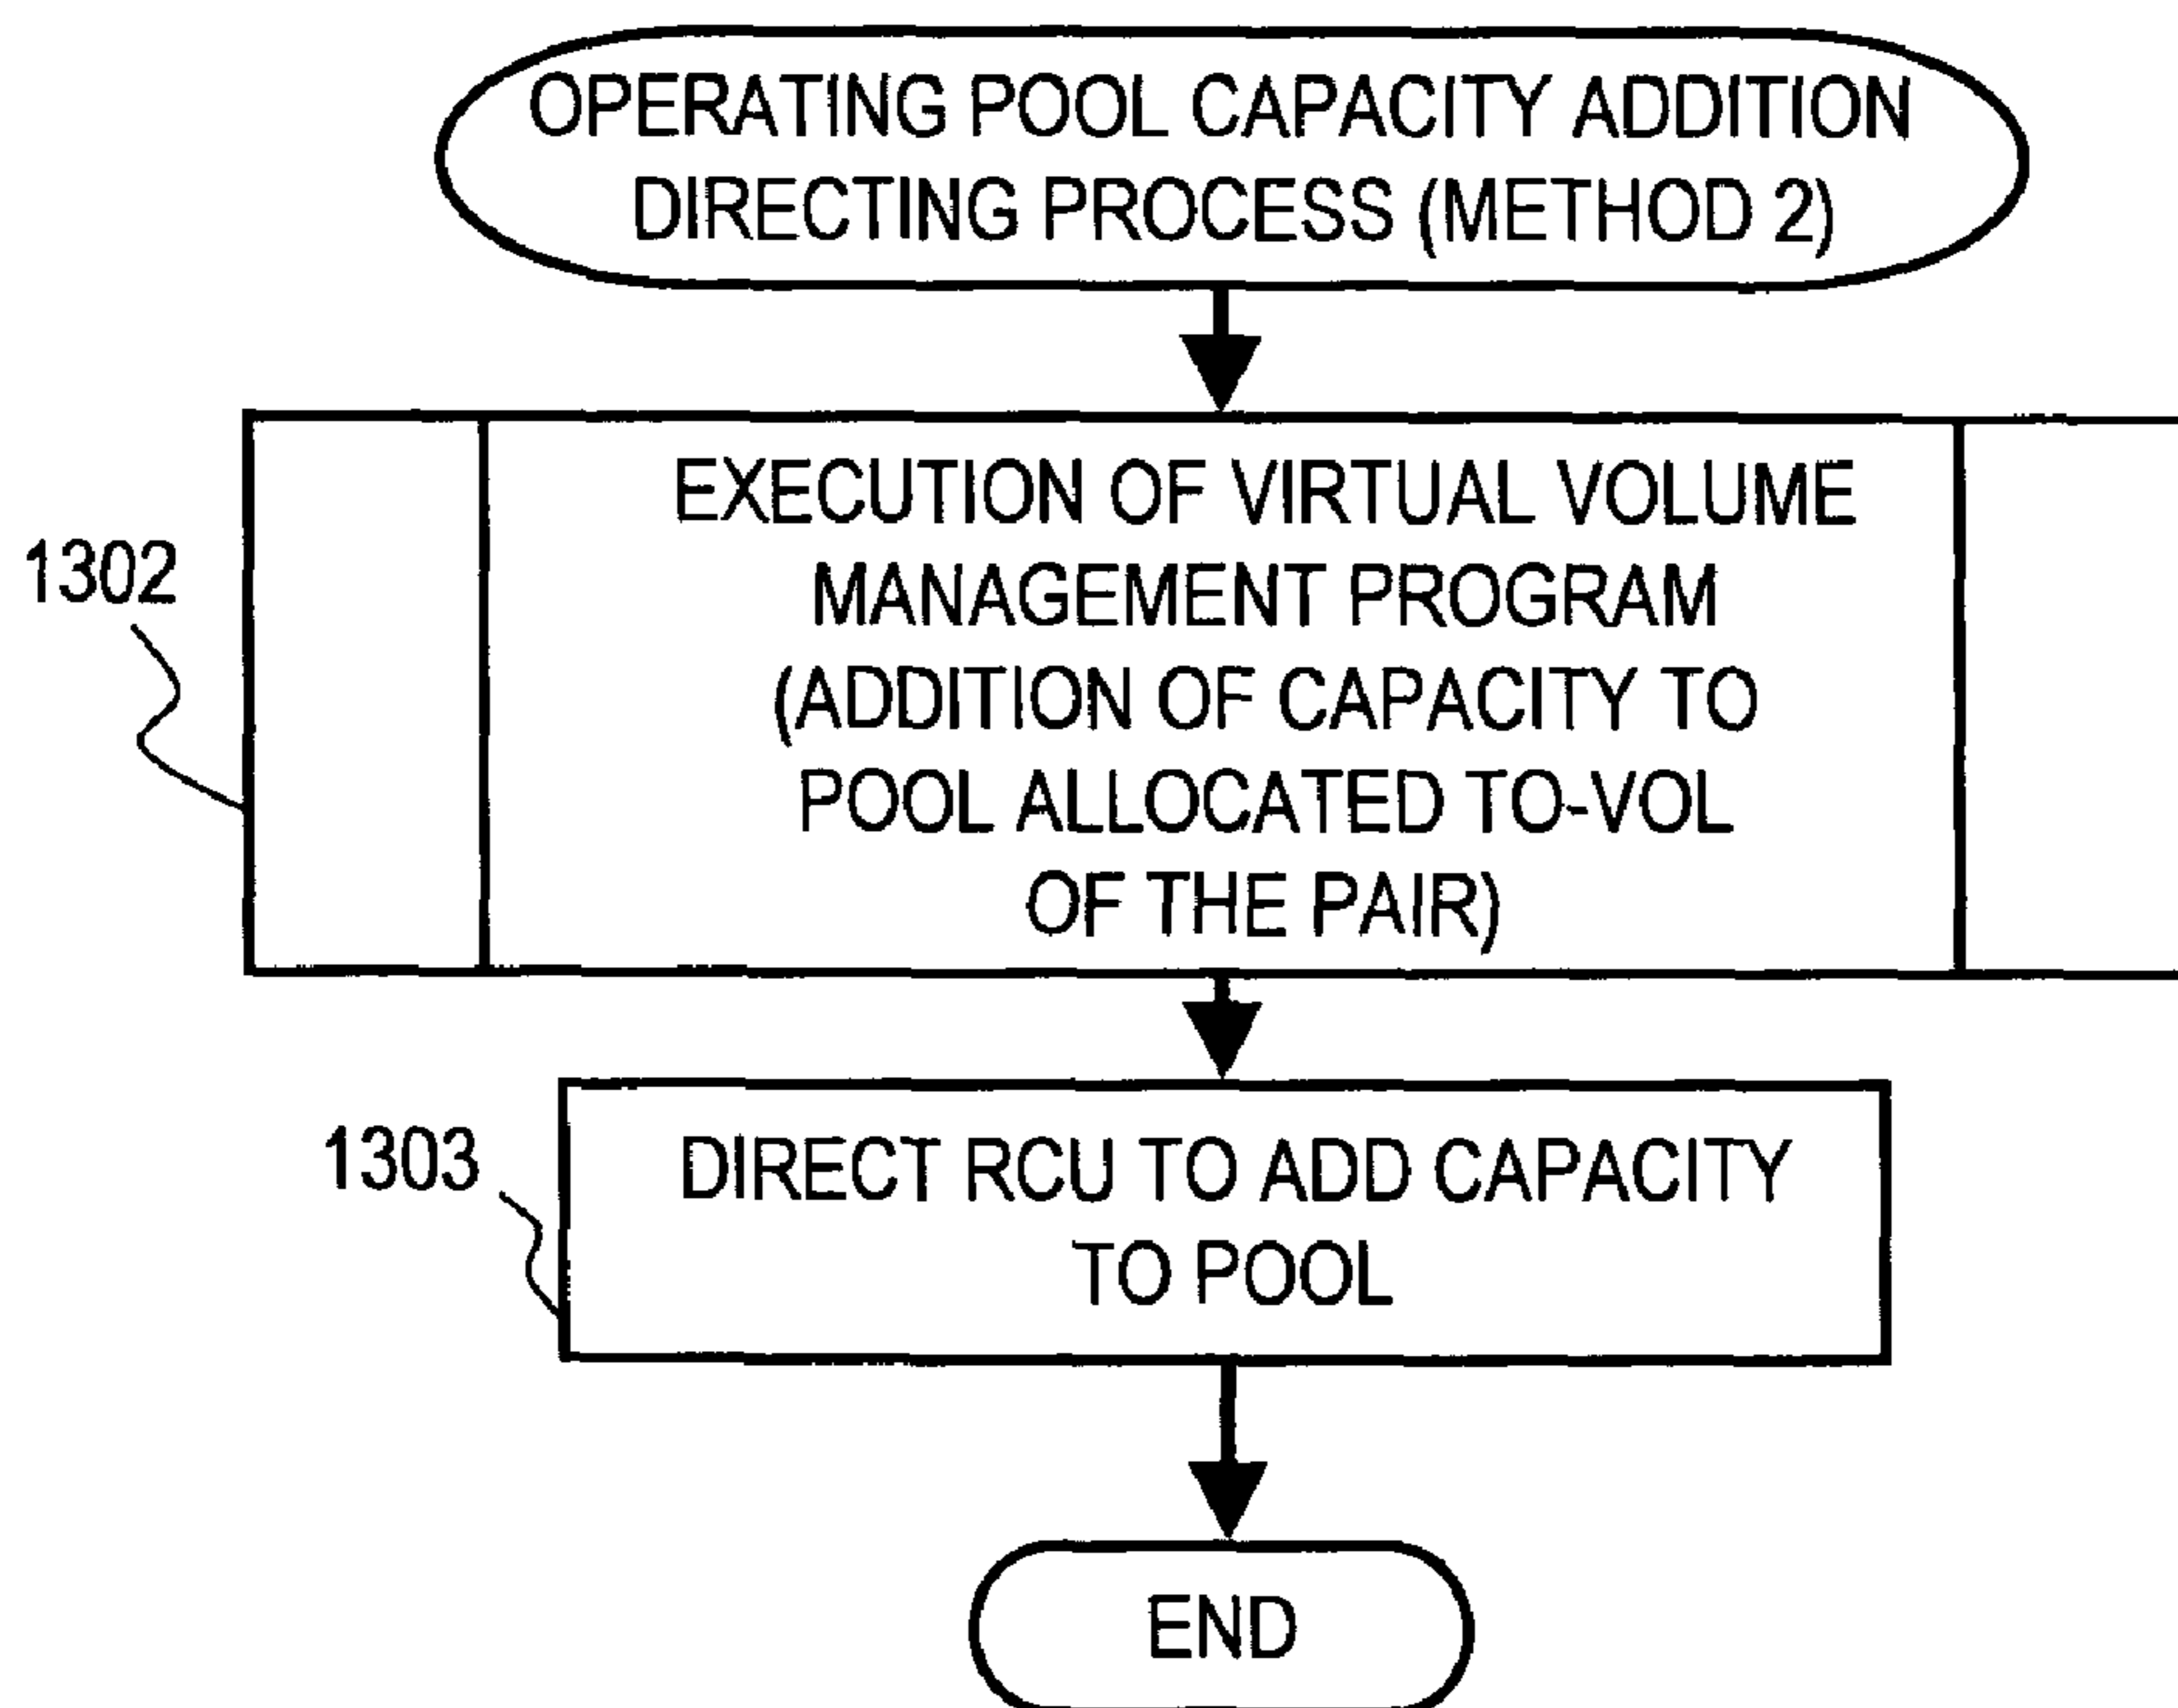 OPERATING POOL CAPACITY ADDITION
DIRECTING PROCESS (METHOD 2)
1302
EXECUTION OF VIRTUAL VOLUME
MANAGEMENT PROGRAM
(ADDITION OF CAPACITY TO
POOL ALLOCATED TO-VOL
OF THE PAIR)
1303
DIRECT RCU TO ADD CAPACITY
TO POOL
END